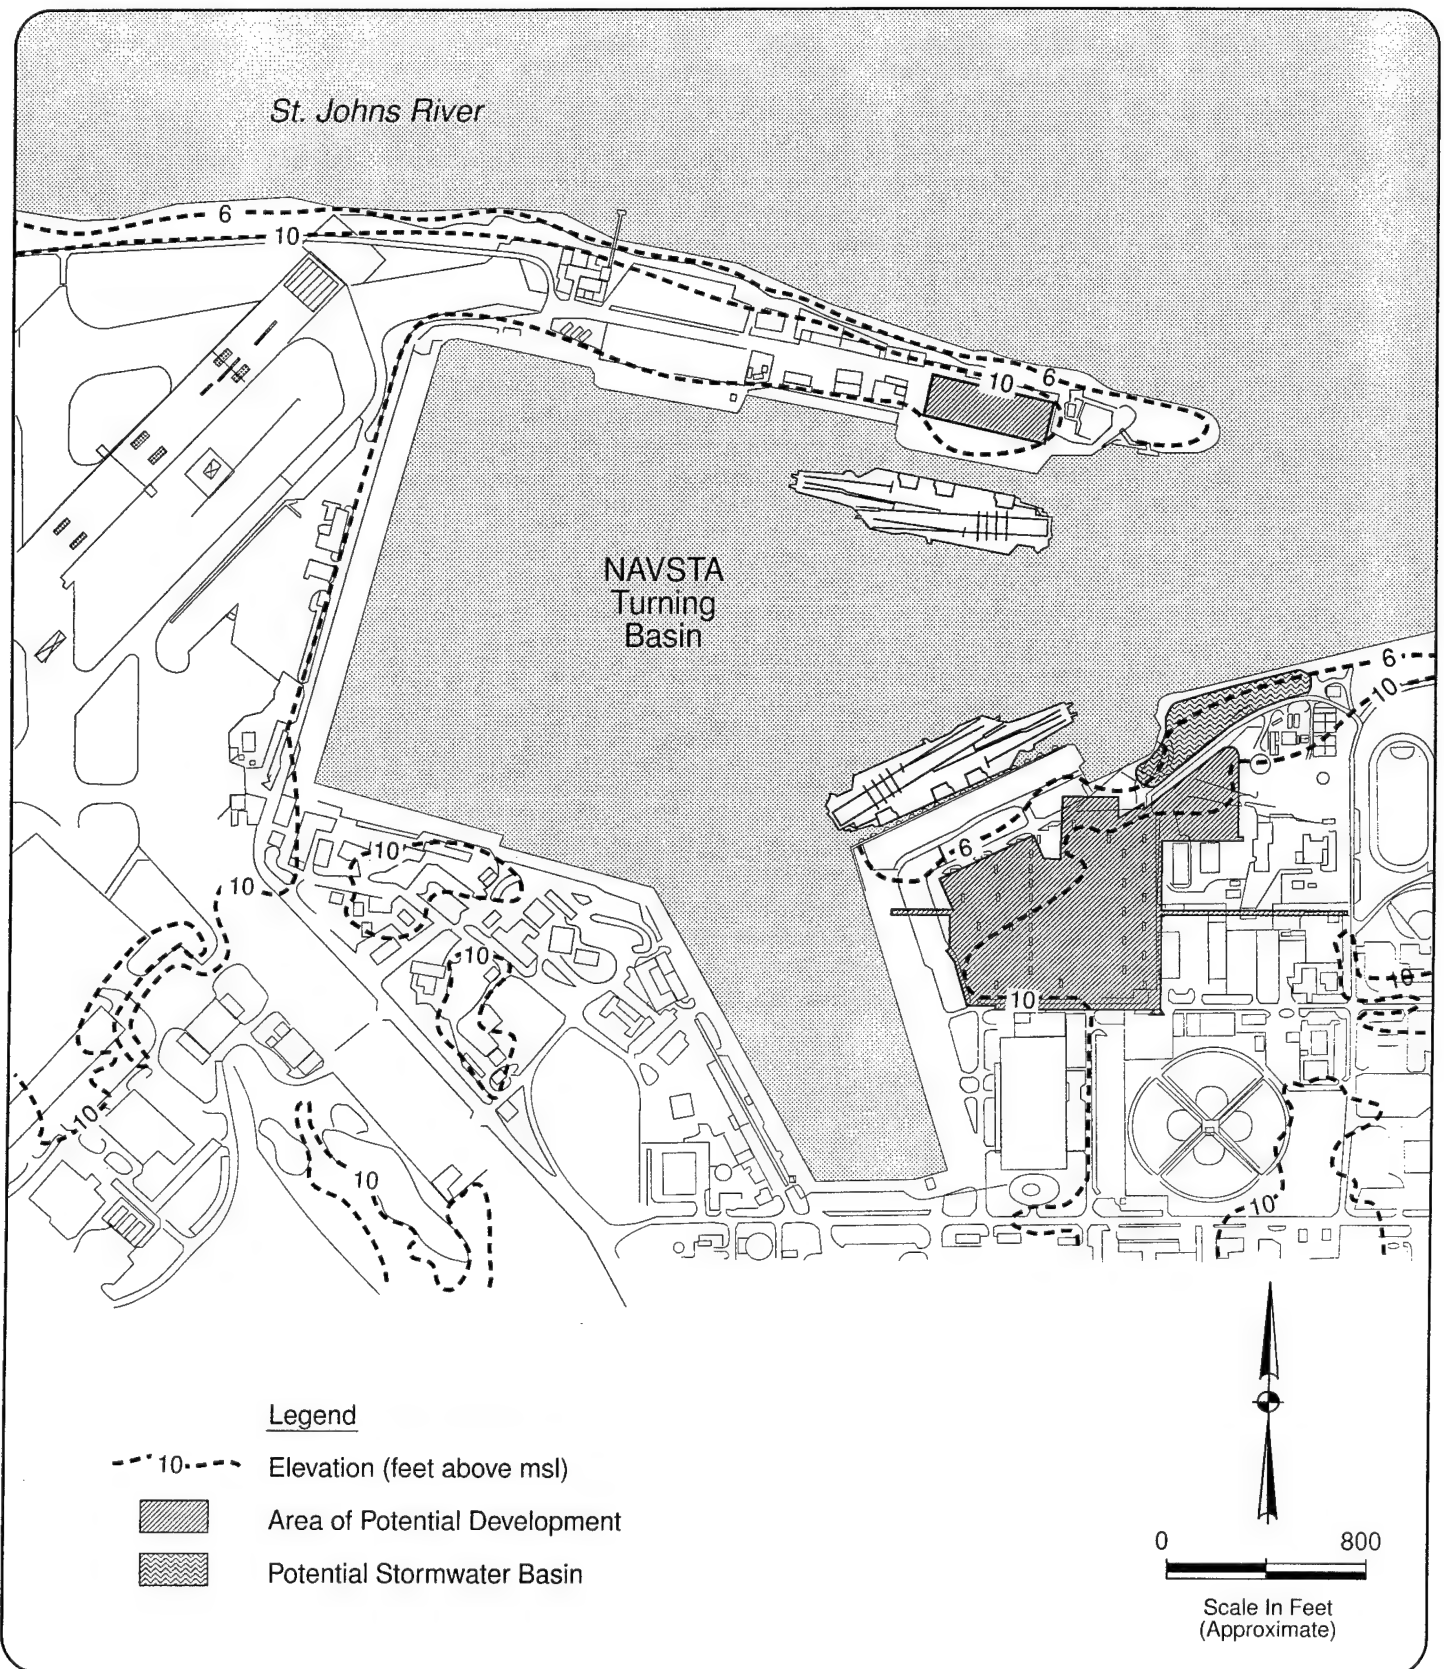 St. Johns River
6
10
10
6
NAVSTA
Turning
Basin
6
10
6
10
10
10
10
10
10
10
10
Legend
10
Elevation (feet above msl)
Area of Potential Development
Potential Stormwater Basin
0 800
Scale In Feet
(Approximate)